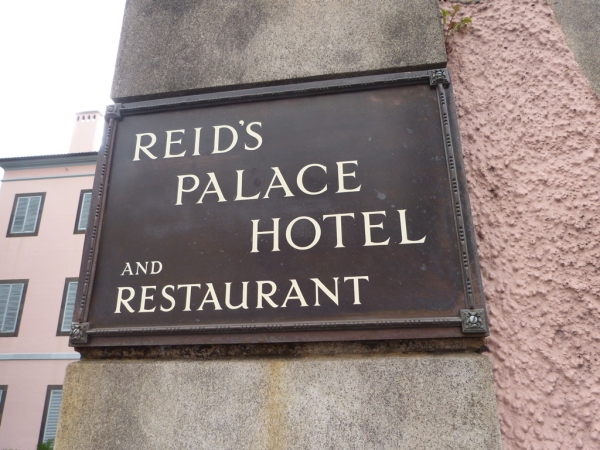 REID'S
PALACE
HOTEL
AND
RESTAURANT